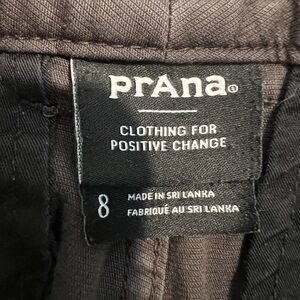 prAna®
CLOTHING FOR
POSITIVE CHANGE
8
MADE IN SRI LANKA
FABRIQUÉ AU SRI LANKA